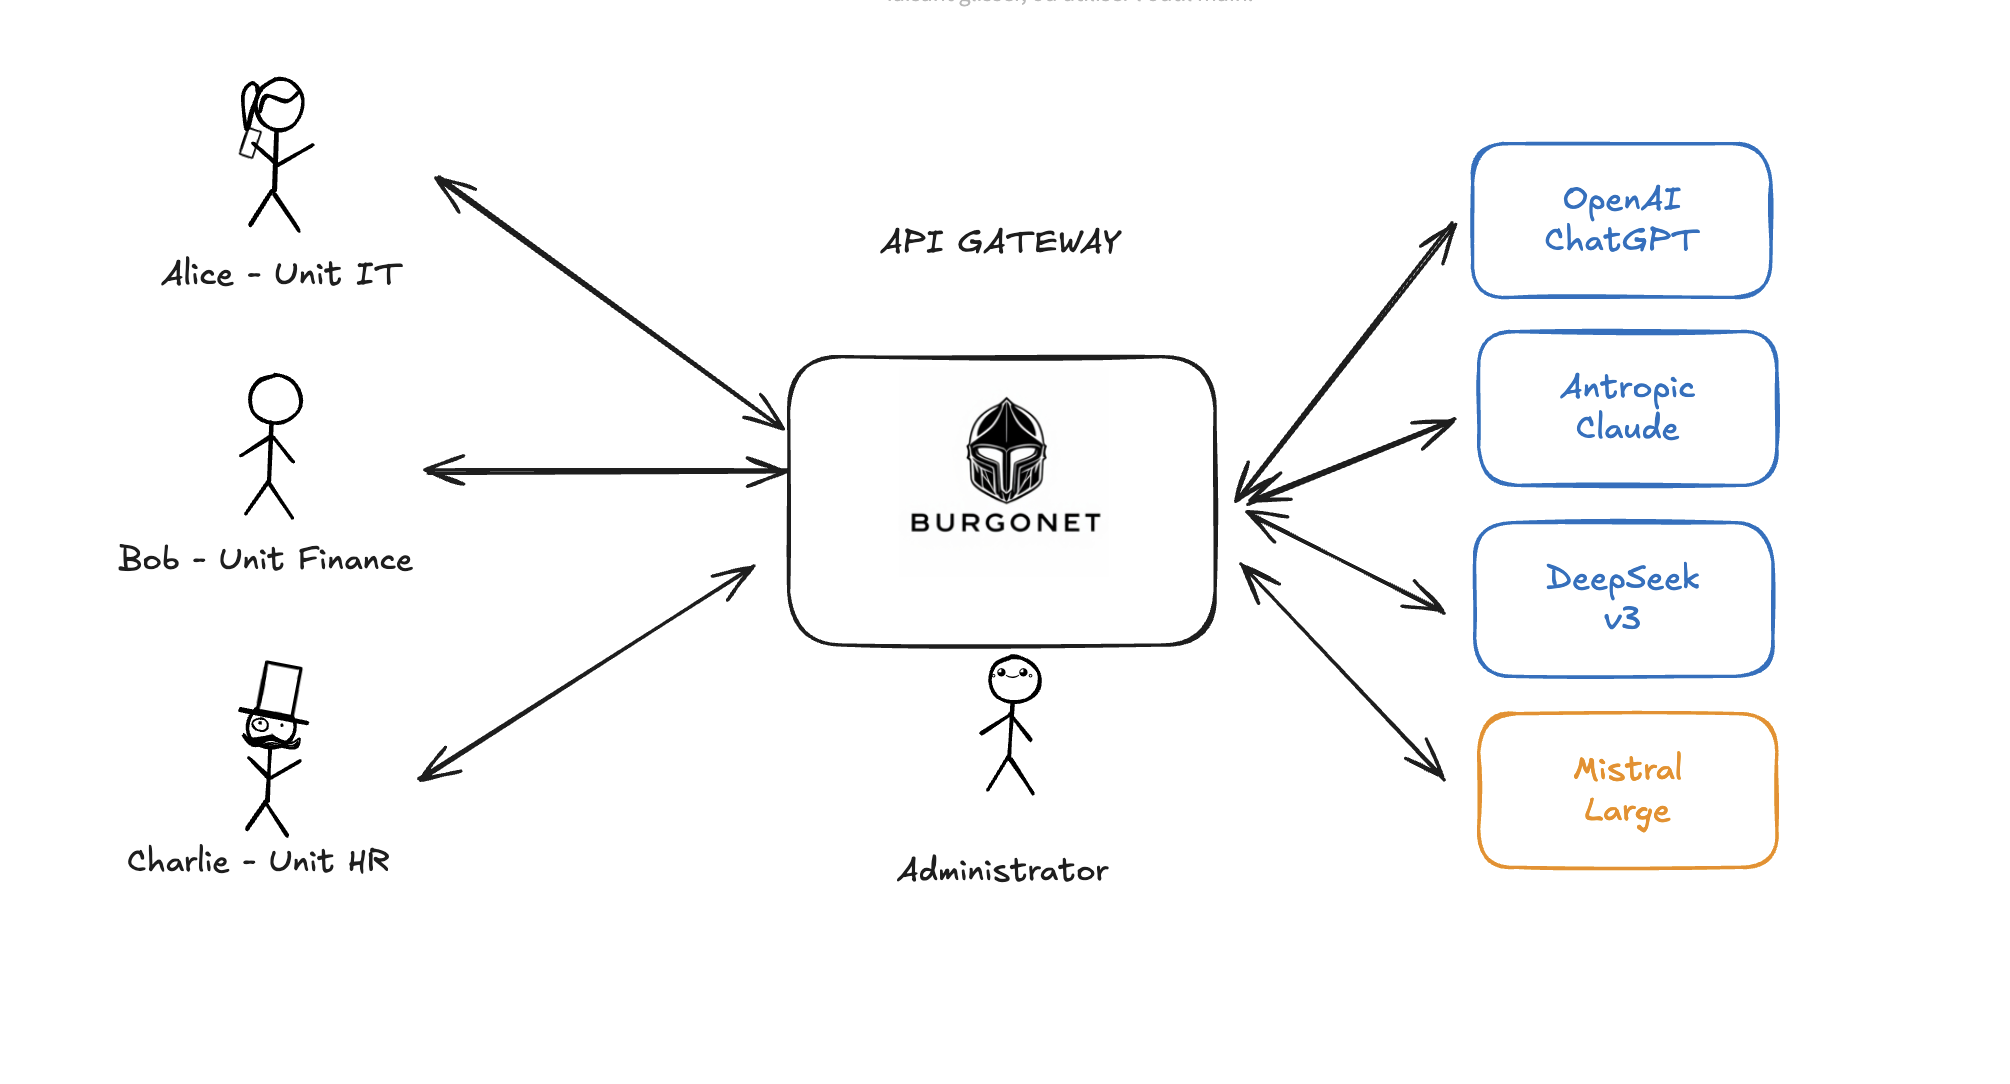 Alice - Unit IT
Bob - Unit Finance
Charlie - Unit HR
API GATEWAY
BURGONET
Administrator
OpenAI
ChatGPT
Antropic
Claude
DeepSeek
v3
Mistral
Large